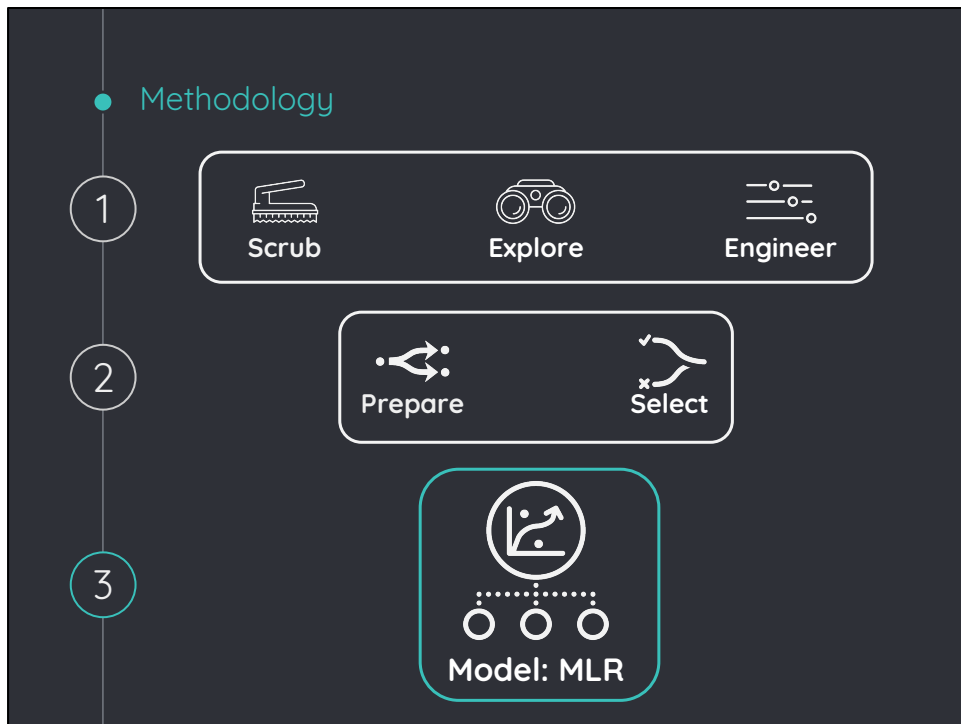 Methodology
1
Scrub Explore Engineer
2
Prepare Select
3
Model: MLR